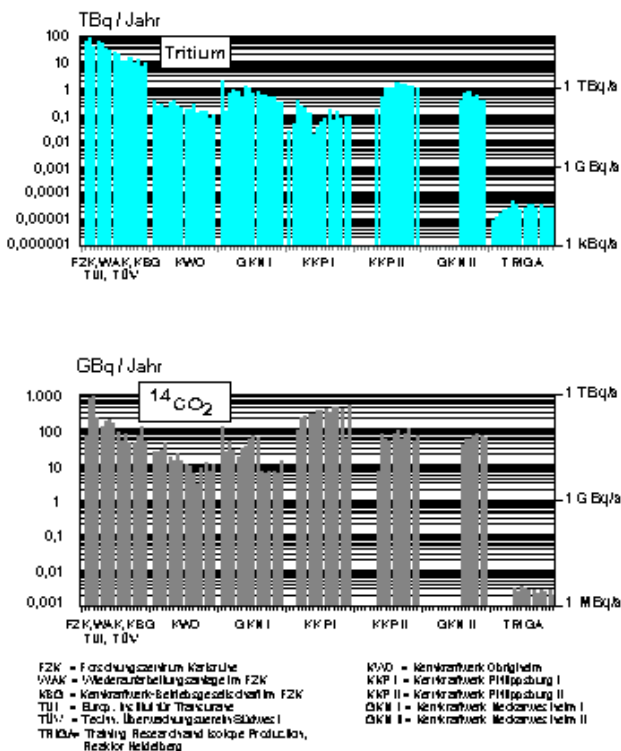 TBq / Jahr
Tritium
100
10
1
0,1
0,01
0,001
0,0001
0,00001
0,000001
1 TBq/a
1 GBq/a
1 kBq/a
FZK,WAK,KBG KWO GKN I KKP I KKP II GKN II TRIGA
TUI, TÜV
GBq / Jahr
14CO2
1.000
100
10
1
0,1
0,01
0,001
1 TBq/a
1 GBq/a
1 MBq/a
FZK,WAK,KBG KWO GKN I KKP I KKP II GKN II TRIGA
TUI, TÜV
FZK = Forschungszentrum Karlsruhe
WAK = Wiederaufarbeitungsanlage im FZK
KBG = Kernkraftwerk-Betriebsgesellschaft im FZK
TUI = Europ. Institut für Transurane
TÜV = Techn. Überwachungsverein Südwest
TRIGA= Training Research and Isotope Production,
Reaktor Heidelberg
KWO = Kernkraftwerk Obrigheim
KKP I = Kernkraftwerk Philippsburg I
KKP II = Kernkraftwerk Philippsburg II
GKN I = Kernkraftwerk Neckarwestheim I
GKN II = Kernkraftwerk Neckarwestheim II